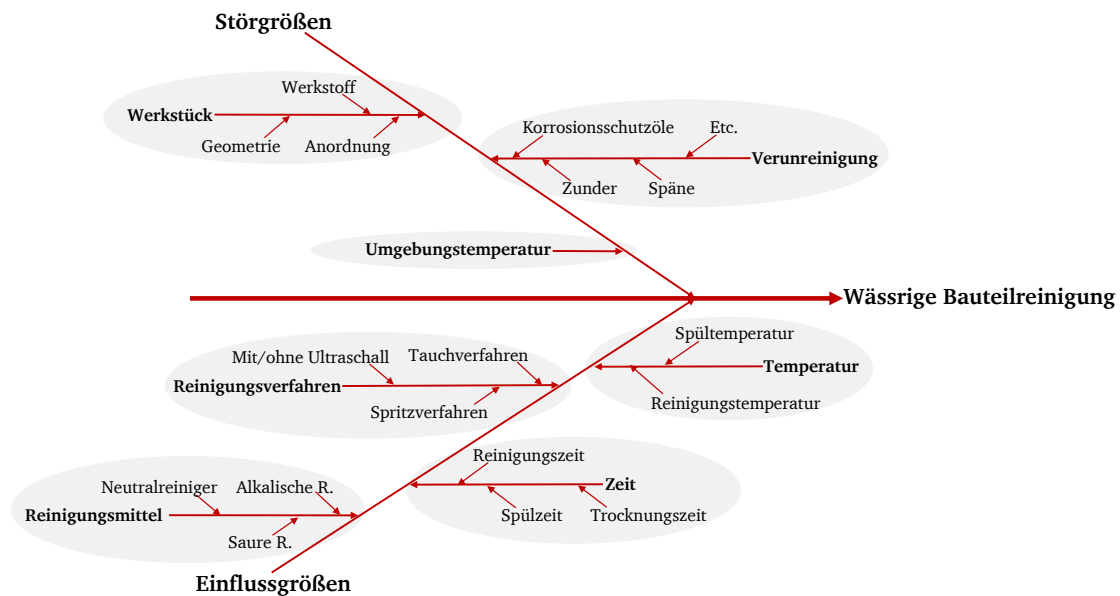 Störgrößen
Werkstoff
Werkstück
Geometrie
Anordnung
Korrosionsschutzöle
Etc.
Verunreinigung
Zunder
Späne
Umgebungstemperatur
Wässrige Bauteilreinigung
Spültemperatur
Temperatur
Reinigungstemperatur
Mit/ohne Ultraschall
Tauchverfahren
Reinigungsverfahren
Spritzverfahren
Reinigungszeit
Zeit
Spülzeit
Trocknungszeit
Neutralreiniger
Alkalische R.
Reinigungsmittel
Saure R.
Einflussgrößen